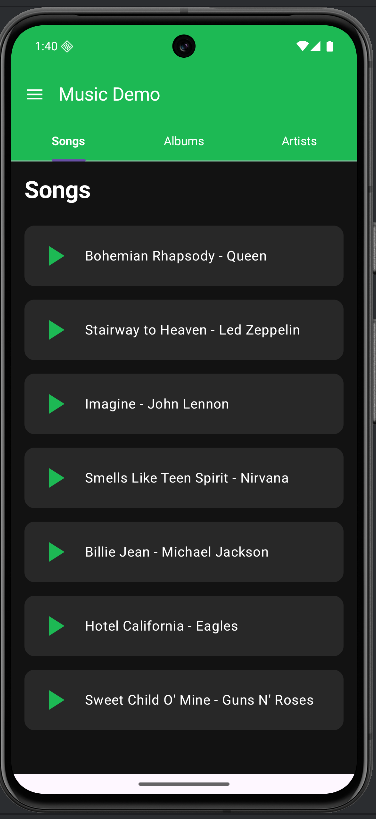 1:40
Music Demo
Songs Albums Artists
Songs
Bohemian Rhapsody - Queen
Stairway to Heaven - Led Zeppelin
Imagine - John Lennon
Smells Like Teen Spirit - Nirvana
Billie Jean - Michael Jackson
Hotel California - Eagles
Sweet Child O' Mine - Guns N' Roses